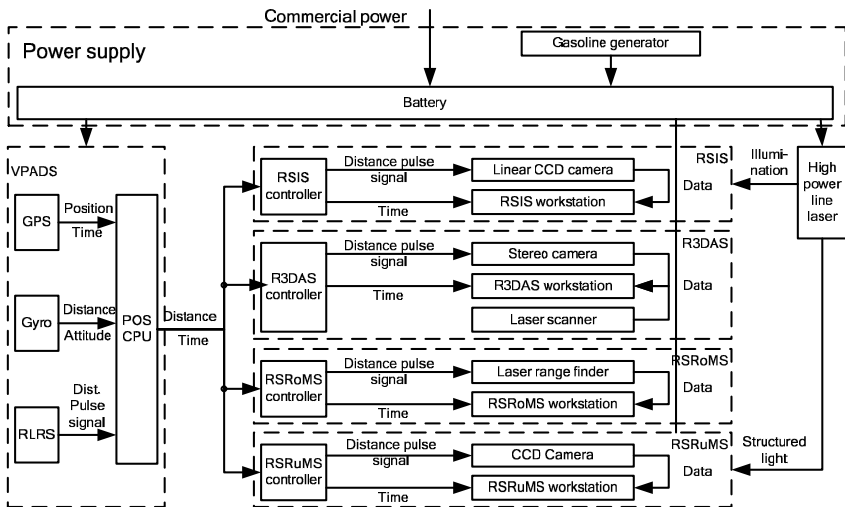 Commercial power
Gasoline generator
Power supply
Battery
VPADS
GPS
Position
Time
Gyro
Distance
Attitude
RLRS
Dist.
Pulse
signal
POS
CPU
Distance
Time
RSIS
RSIS
controller
Distance pulse
signal
Time
Linear CCD camera
RSIS workstation
Data
Illumi-
nation
High
power
line
laser
R3DAS
R3DAS
controller
Distance pulse
signal
Time
Stereo camera
R3DAS workstation
Laser scanner
Data
RSRoMS
RSRoMS
controller
Distance pulse
signal
Time
Laser range finder
RSRoMS workstation
Data
RSRuMS
RSRuMS
controller
Distance pulse
signal
Time
CCD Camera
RSRuMS workstation
Data
Structured
light